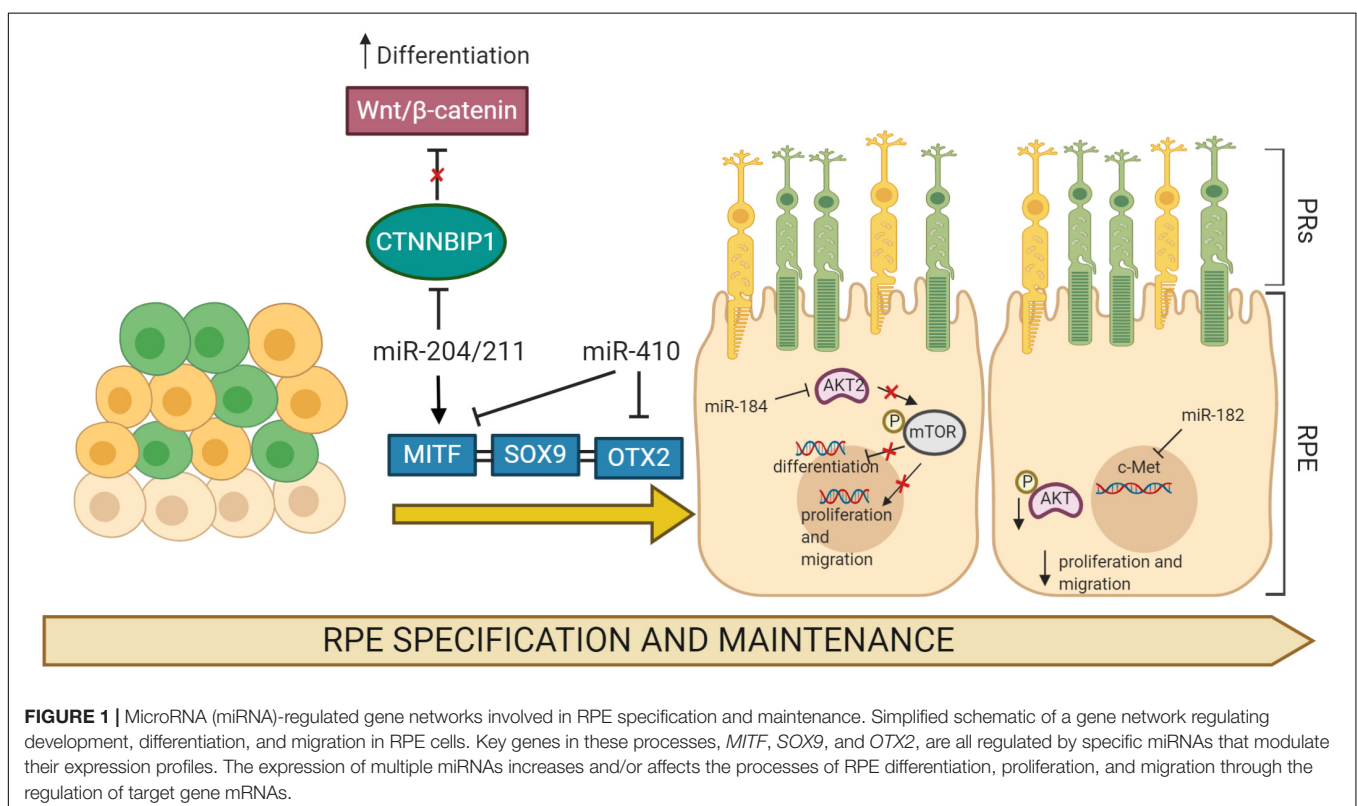 Differentiation
Wnt/β-catenin
CTNNBIP1
miR-204/211
miR-410
MITF
SOX9
OTX2
miR-184
AKT2
P
mTOR
differentiation
proliferation
and
migration
miR-182
c-Met
P
AKT
proliferation and
migration
PRs
RPE
RPE SPECIFICATION AND MAINTENANCE
FIGURE 1 | MicroRNA (miRNA)-regulated gene networks involved in RPE specification and maintenance. Simplified schematic of a gene network regulating
development, differentiation, and migration in RPE cells. Key genes in these processes, MITF, SOX9, and OTX2, are all regulated by specific miRNAs that modulate
their expression profiles. The expression of multiple miRNAs increases and/or affects the processes of RPE differentiation, proliferation, and migration through the
regulation of target gene mRNAs.